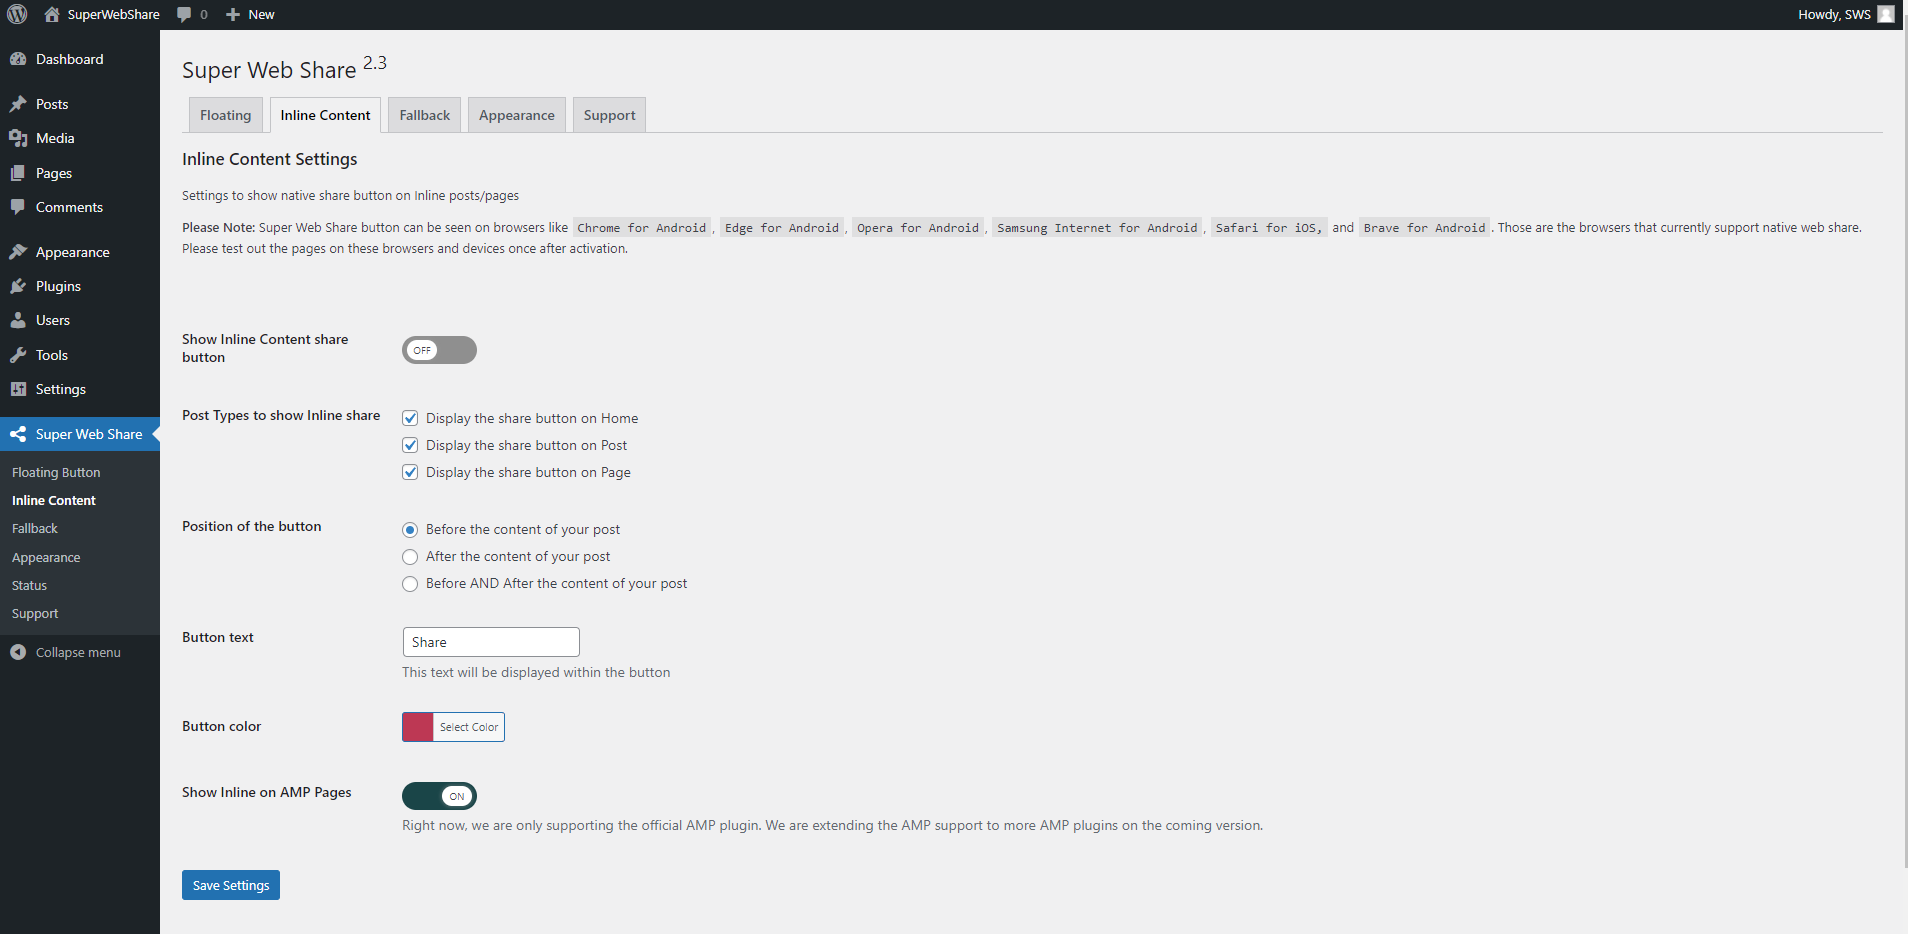 SuperWebShare 0 New Howdy, SWS
Dashboard
Posts
Media
Pages
Comments
Appearance
Plugins
Users
Tools
Settings
Super Web Share
Floating Button
Inline Content
Fallback
Appearance
Status
Support
Collapse menu
Super Web Share 2.3
Floating Inline Content Fallback Appearance Support
Inline Content Settings
Settings to show native share button on Inline posts/pages
Please Note: Super Web Share button can be seen on browsers like Chrome for Android, Edge for Android, Opera for Android, Samsung Internet for Android, Safari for iOS, and Brave for Android. Those are the browsers that currently support native web share.
Please test out the pages on these browsers and devices once after activation.
Show Inline Content share
button
OFF
Post Types to show Inline share
Display the share button on Home
Display the share button on Post
Display the share button on Page
Position of the button
Before the content of your post
After the content of your post
Before AND After the content of your post
Button text
Share
This text will be displayed within the button
Button color
Select Color
Show Inline on AMP Pages
ON
Right now, we are only supporting the official AMP plugin. We are extending the AMP support to more AMP plugins on the coming version.
Save Settings